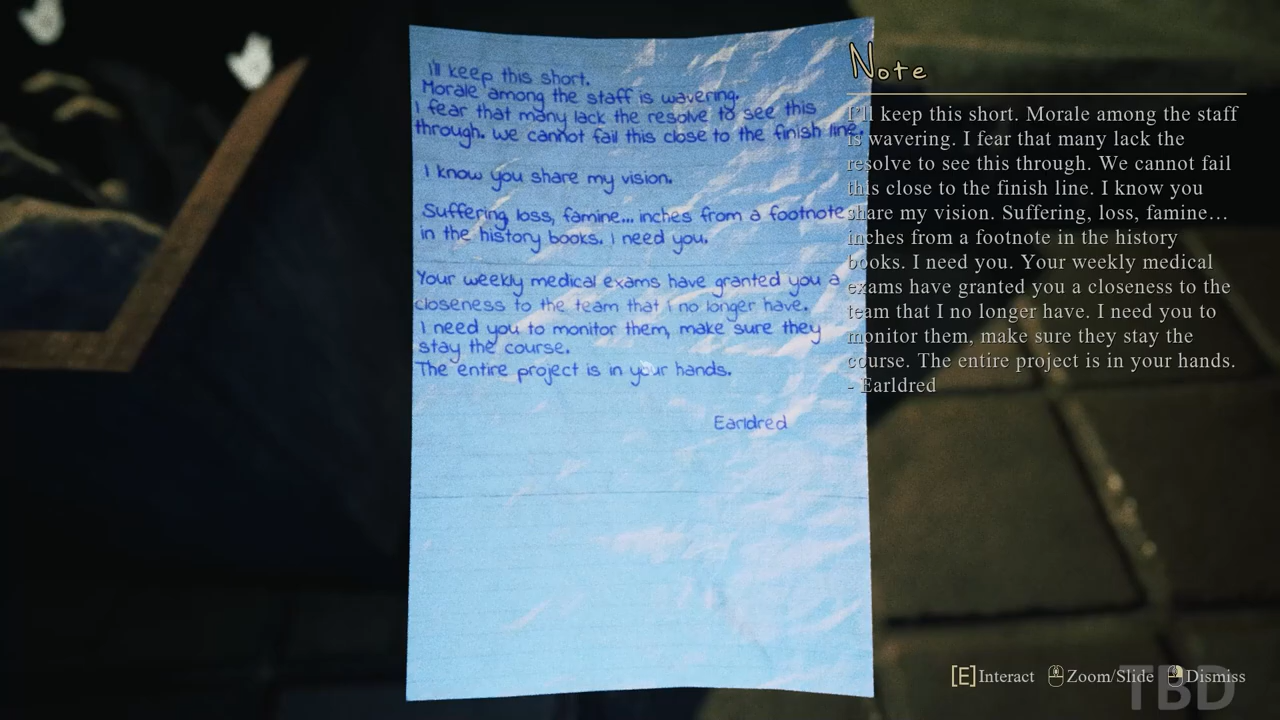 I'll keep this short.
Morale among the staff is wavering.
I fear that many lack the resolve to see this
through. we cannot fail this close to the finish line.
I know you share my vision.
Suffering, loss, famine... inches from a footnote
in the history books. I need you.
Your weekly medical exams have granted you a
closeness to the team that I no longer have.
I need you to monitor them, make sure they
stay the course.
The entire project is in your hands.
Earldred
Note
I'll keep this short. Morale among the staff
is wavering. I fear that many lack the
resolve to see this through. We cannot fail
this close to the finish line. I know you
share my vision. Suffering, loss, famine…
inches from a footnote in the history
books. I need you. Your weekly medical
exams have granted you a closeness to the
team that I no longer have. I need you to
monitor them, make sure they stay the
course. The entire project is in your hands.
- Earldred
[E]Interact Zoom/Slide Dismiss
TBD